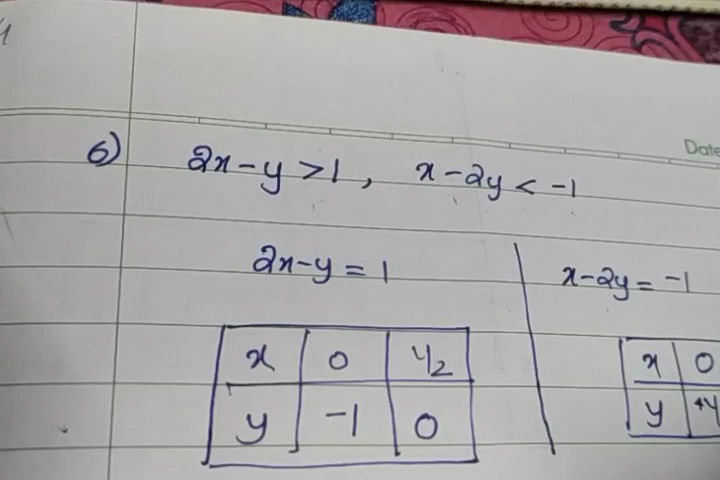 Date
6) 2x-y>1, x-2y<-1
2x-y=1
x-2y=-1
x 0 1/2
y -1 0
x 0
y